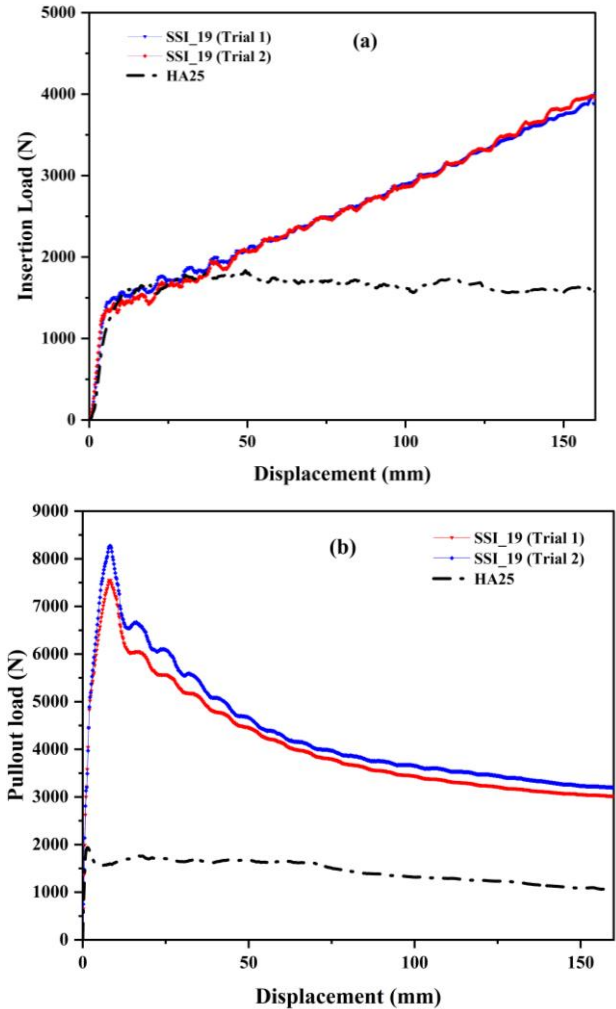 (a)
SSI_19 (Trial 1)
SSI_19 (Trial 2)
HA25
Insertion Load (N)
5000
4000
3000
2000
1000
0
0
50
100
150
Displacement (mm)
(b)
SSI_19 (Trial 1)
SSI_19 (Trial 2)
HA25
Pullout load (N)
9000
8000
7000
6000
5000
4000
3000
2000
1000
0
0
50
100
150
Displacement (mm)